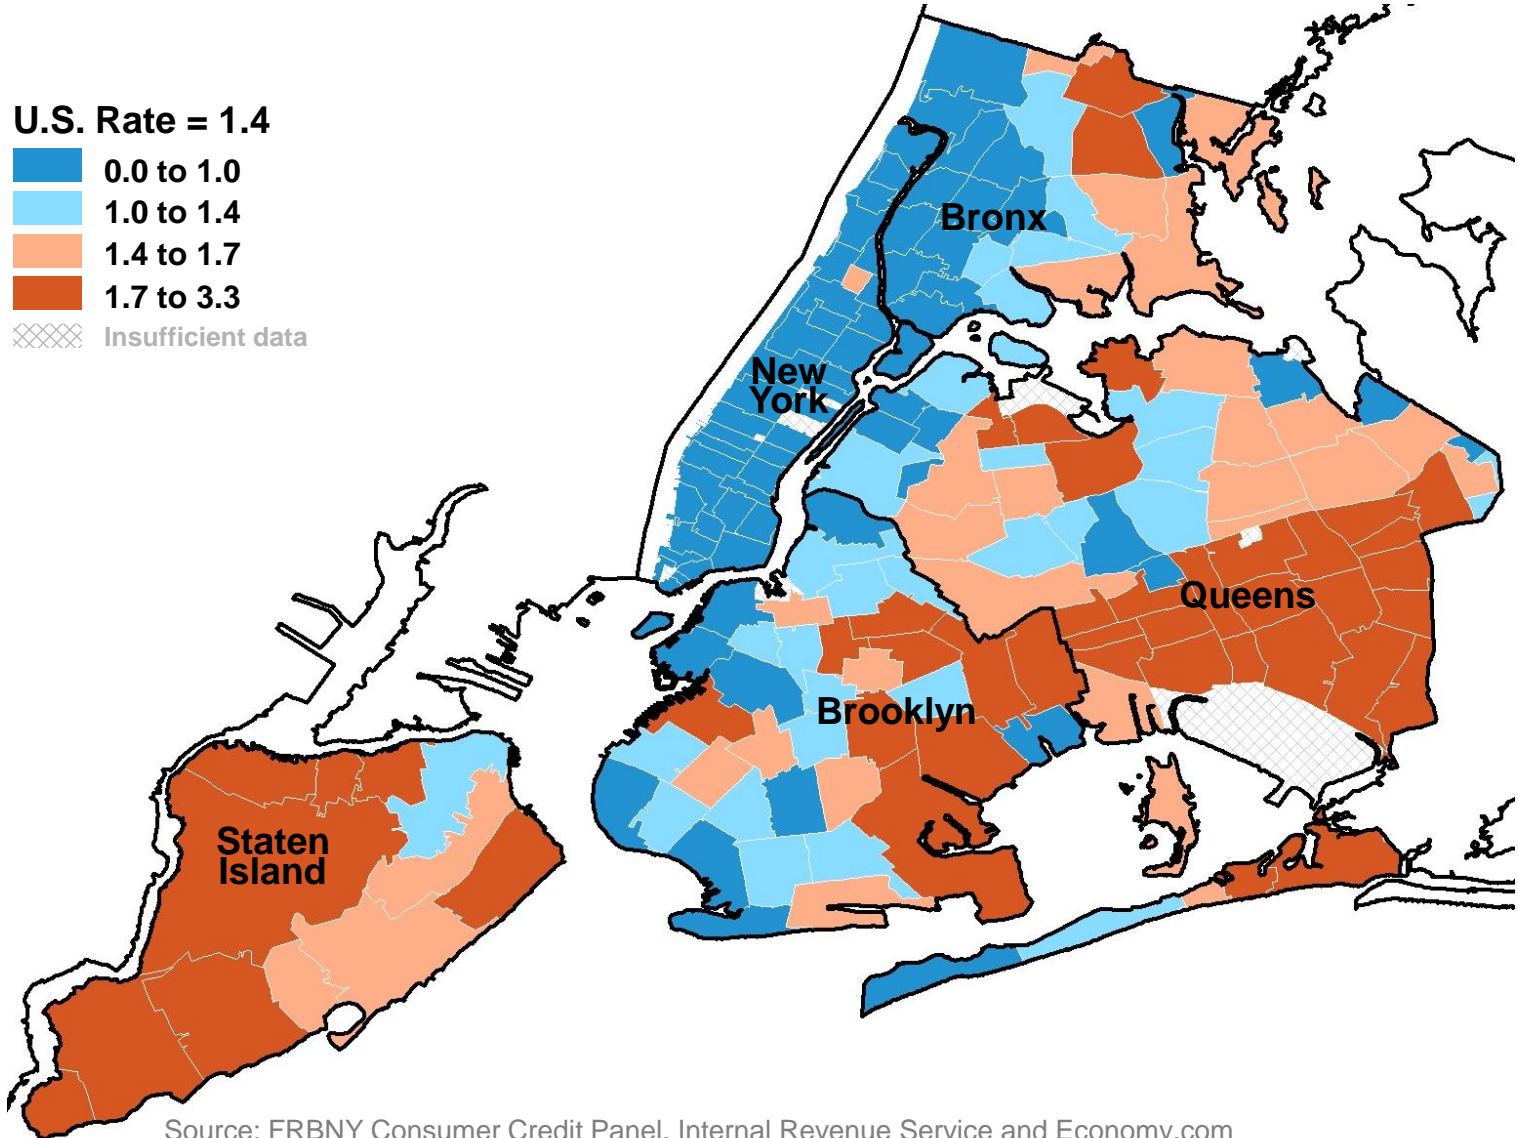 U.S. Rate = 1.4
0.0 to 1.0
1.0 to 1.4
1.4 to 1.7
1.7 to 3.3
Insufficient data
Bronx
New
York
Queens
Brooklyn
Staten
Island
Source: FRBNY Consumer Credit Panel, Internal Revenue Service and Economy.com